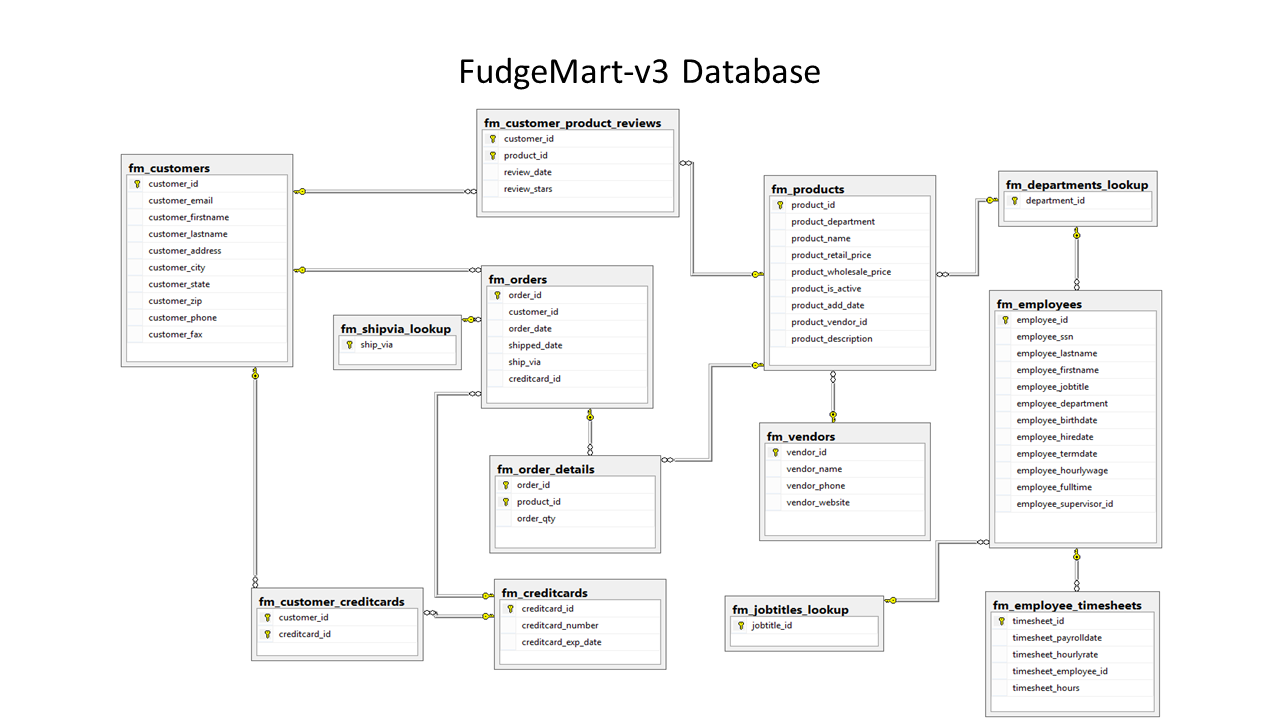 FudgeMart-v3 Database
fm_customer_product_reviews
customer_id
product_id
review_date
review_stars
fm_customers
customer_id
customer_email
customer_firstname
customer_lastname
customer_address
customer_city
customer_state
customer_zip
customer_phone
customer_fax
fm_products
product_id
product_department
product_name
product_retail_price
product_wholesale_price
product_is_active
product_add_date
product_vendor_id
product_description
fm_departments_lookup
department_id
fm_orders
order_id
customer_id
order_date
shipped_date
ship_via
creditcard_id
fm_shipvia_lookup
ship_via
fm_employees
employee_id
employee_ssn
employee_lastname
employee_firstname
employee_jobtitle
employee_department
employee_birthdate
employee_hiredate
employee_termdate
employee_hourlywage
employee_fulltime
employee_supervisor_id
fm_vendors
vendor_id
vendor_name
vendor_phone
vendor_website
fm_order_details
order_id
product_id
order_qty
fm_customer_creditcards
customer_id
creditcard_id
fm_creditcards
creditcard_id
creditcard_number
creditcard_exp_date
fm_jobtitles_lookup
jobtitle_id
fm_employee_timesheets
timesheet_id
timesheet_payrolldate
timesheet_hourlyrate
timesheet_employee_id
timesheet_hours